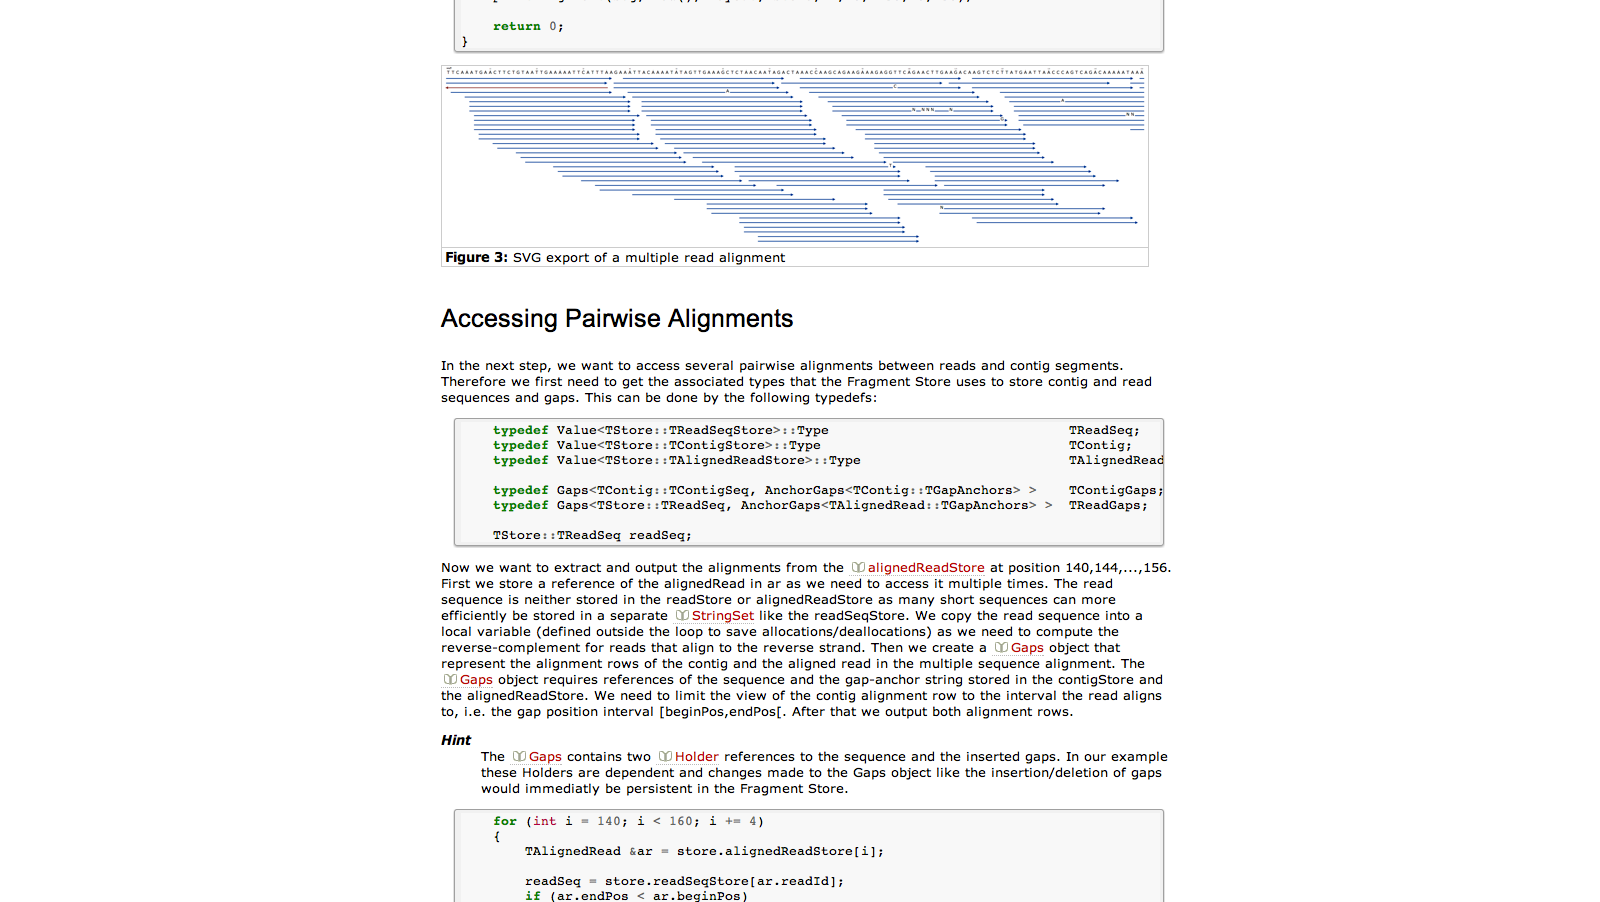 return 0;
}
Figure 3: SVG export of a multiple read alignment
Accessing Pairwise Alignments
In the next step, we want to access several pairwise alignments between reads and contig segments.
Therefore we first need to get the associated types that the Fragment Store uses to store contig and read
sequences and gaps. This can be done by the following typedefs:
typedef Value<TStore::TReadSeqStore>::Type TReadSeq;
typedef Value<TStore::TContigStore>::Type TContig;
typedef Value<TStore::TAlignedReadStore>::Type TAlignedRead
typedef Gaps<TContig::TContigSeq, AnchorGaps<TContig::TGapAnchors> > TContigGaps;
typedef Gaps<TStore::TReadSeq, AnchorGaps<TAlignedRead::TGapAnchors> > TReadGaps;
TStore::TReadSeq readSeq;
Now we want to extract and output the alignments from the alignedReadStore at position 140,144,...,156.
First we store a reference of the alignedRead in ar as we need to access it multiple times. The read
sequence is neither stored in the readStore or alignedReadStore as many short sequences can more
efficiently be stored in a separate StringSet like the readSeqStore. We copy the read sequence into a
local variable (defined outside the loop to save allocations/deallocations) as we need to compute the
reverse-complement for reads that align to the reverse strand. Then we create a Gaps object that
represent the alignment rows of the contig and the aligned read in the multiple sequence alignment. The
Gaps object requires references of the sequence and the gap-anchor string stored in the contigStore and
the alignedReadStore. We need to limit the view of the contig alignment row to the interval the read aligns
to, i.e. the gap position interval [beginPos,endPos[. After that we output both alignment rows.
Hint
The Gaps contains two Holder references to the sequence and the inserted gaps. In our example
these Holders are dependent and changes made to the Gaps object like the insertion/deletion of gaps
would immediatly be persistent in the Fragment Store.
for (int i = 140; i < 160; i += 4)
{
TAlignedRead &ar = store.alignedReadStore[i];
readSeq = store.readSeqStore[ar.readId];
if (ar.endPos < ar.beginPos)